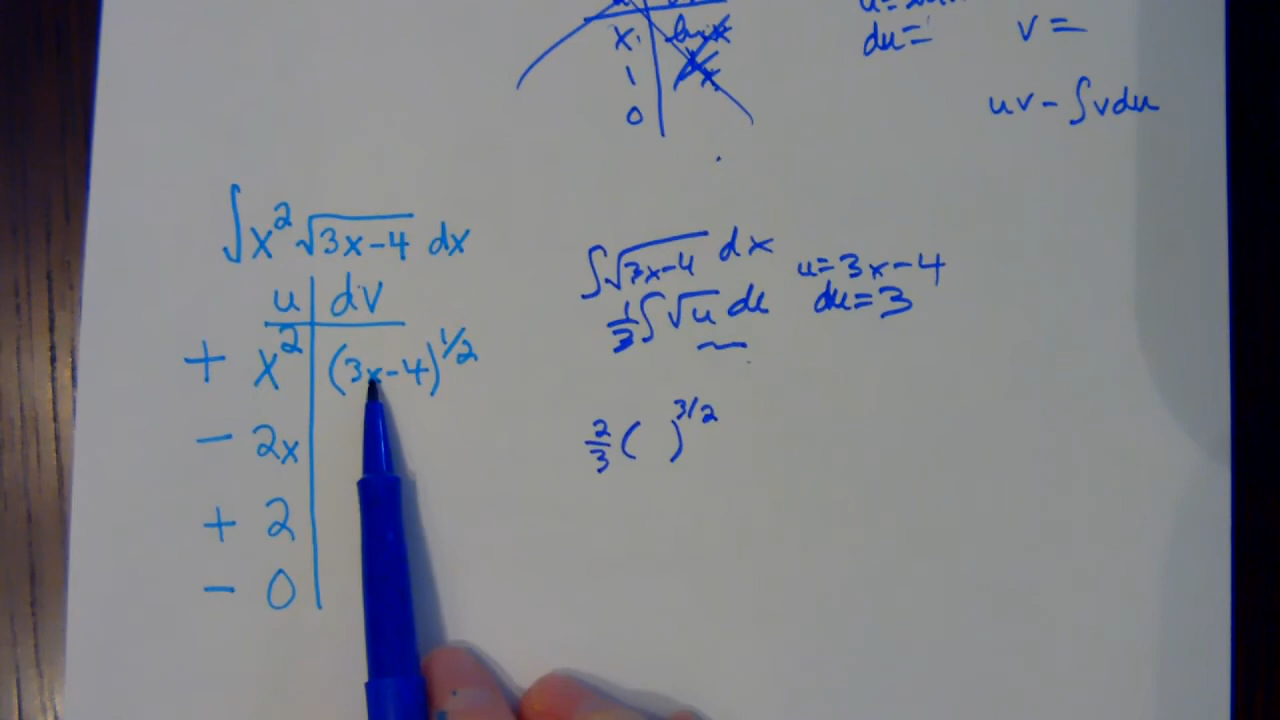 x
ln x
1
x
0
du =
v =
uv - ∫v du
∫x² √(3x-4) dx
u | dv
+ x² | (3x-4)^1/2
- 2x
+ 2
- 0
∫√(3x-4) dx
u = 3x - 4
1/3 ∫√u du
du = 3
2/3 ( )^3/2